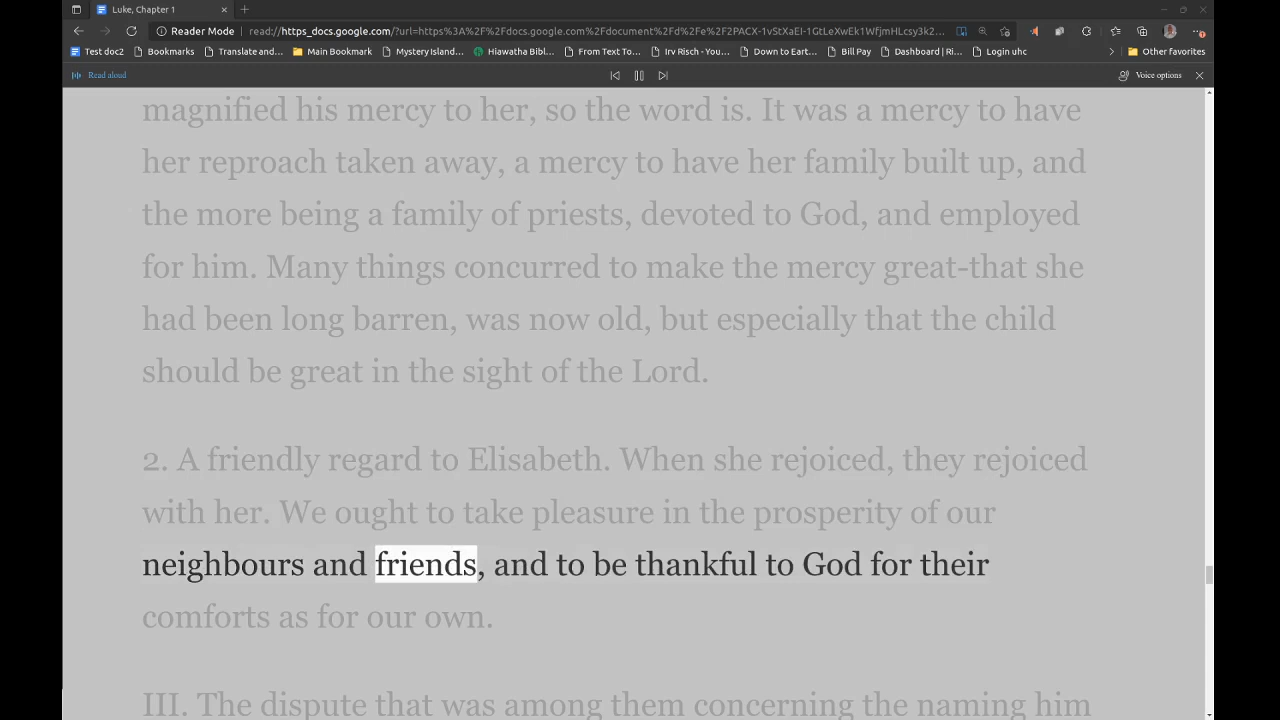 Luke, Chapter 1
Reader Mode read://https_docs.google.com/?url=https%3A%2F%2Fdocs.google.com%2Fdocument%2Fd%2Fe%2F2PACX-1vStXaEI-1GtLeXwEk1WfjmHLcsy3k2...
Test doc2 Bookmarks Translate and... Main Bookmark Mystery Island... Hiawatha Bibl... From Text To... Irv Risch - You... Down to Eart... Bill Pay Dashboard | Ri... Login uhc Other favorites
Read aloud Voice options
magnified his mercy to her, so the word is. It was a mercy to have
her reproach taken away, a mercy to have her family built up, and
the more being a family of priests, devoted to God, and employed
for him. Many things concurred to make the mercy great-that she
had been long barren, was now old, but especially that the child
should be great in the sight of the Lord.
2. A friendly regard to Elisabeth. When she rejoiced, they rejoiced
with her. We ought to take pleasure in the prosperity of our
neighbours and friends, and to be thankful to God for their
comforts as for our own.
III. The dispute that was among them concerning the naming him